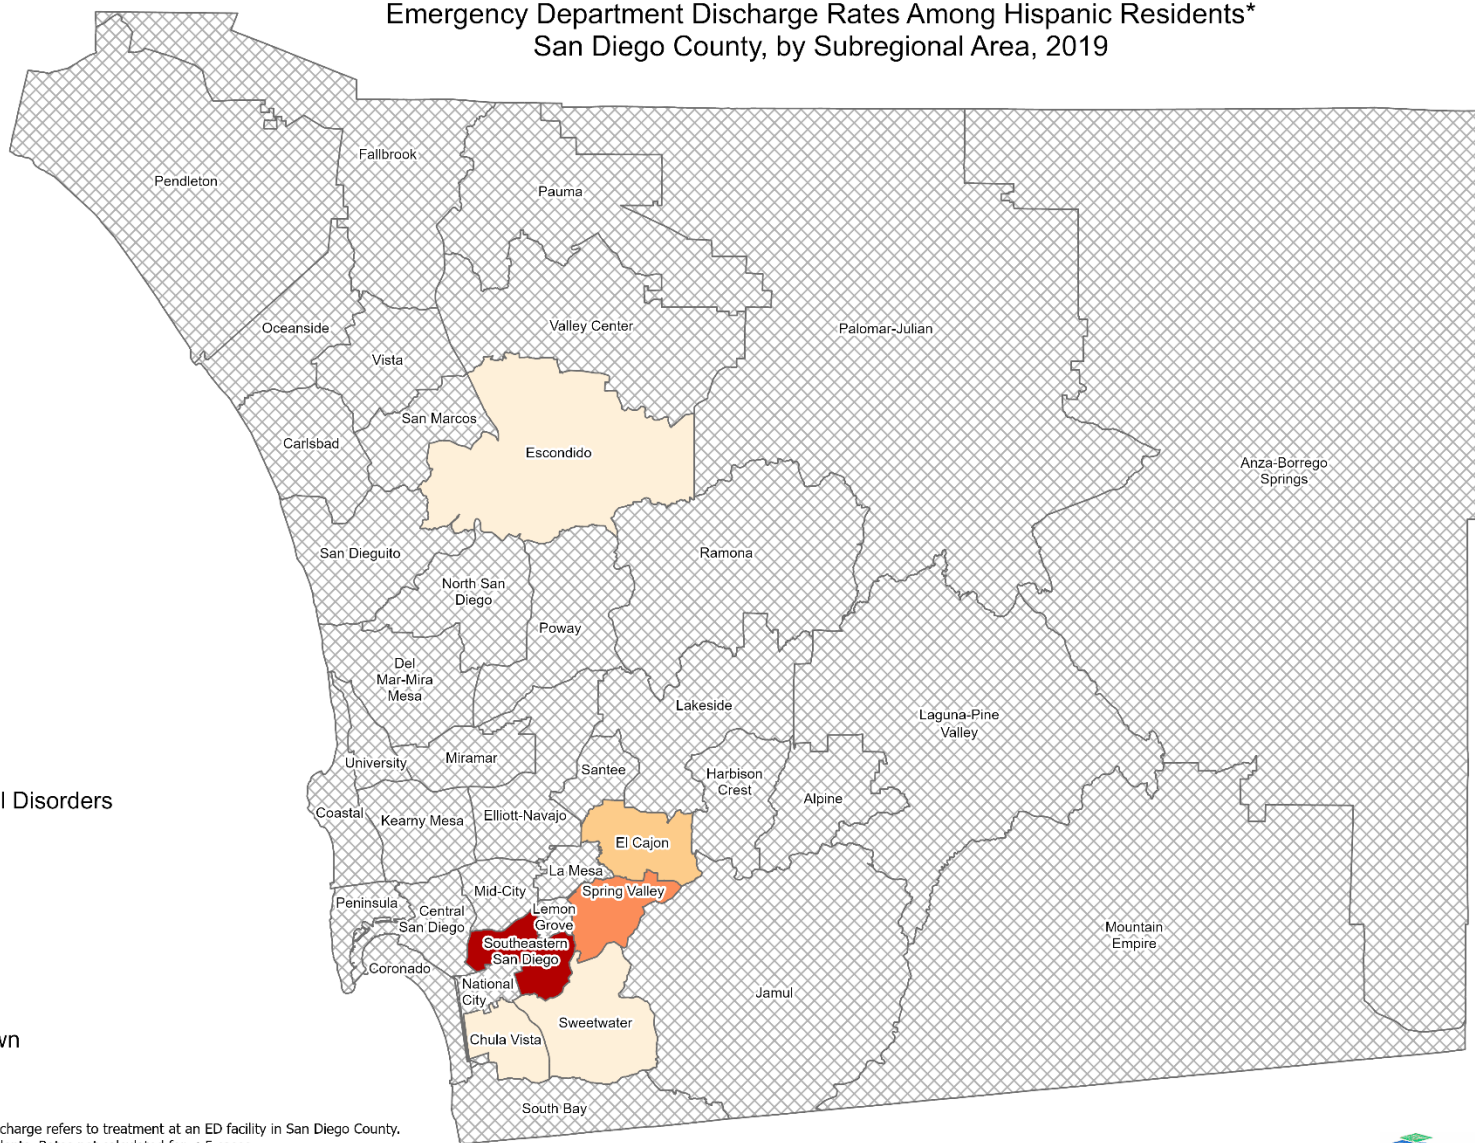 Emergency Department Discharge Rates Among Hispanic Residents*
San Diego County, by Subregional Area, 2019
Fallbrook
Pendleton
Pauma
Oceanside
Valley Center
Palomar-Julian
Vista
San Marcos
Carlsbad
Escondido
Anza-Borrego
Springs
San Dieguito
Ramona
North San
Diego
Poway
Del
Mar-Mira
Mesa
Lakeside
Laguna-Pine
Valley
University
Miramar
Santee
Harbison
Crest
Alpine
l Disorders
Coastal
Kearny Mesa
Elliott-Navajo
El Cajon
La Mesa
Mid-City
Spring Valley
Peninsula
Central
San Diego
Lemon
Grove
Southeastern
San Diego
Mountain
Empire
Coronado
National
City
Jamul
Sweetwater
Chula Vista
wn
South Bay
charge refers to treatment at an ED facility in San Diego County.